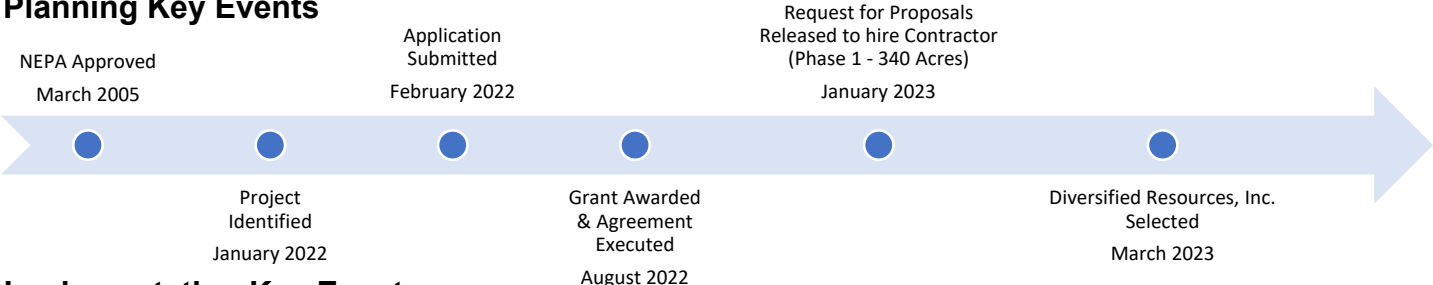 Planning Key Events
NEPA Approved
March 2005
Project
Identified
January 2022
Application
Submitted
February 2022
Grant Awarded
& Agreement
Executed
August 2022
Request for Proposals
Released to hire Contractor
(Phase 1 - 340 Acres)
January 2023
Diversified Resources, Inc.
Selected
March 2023